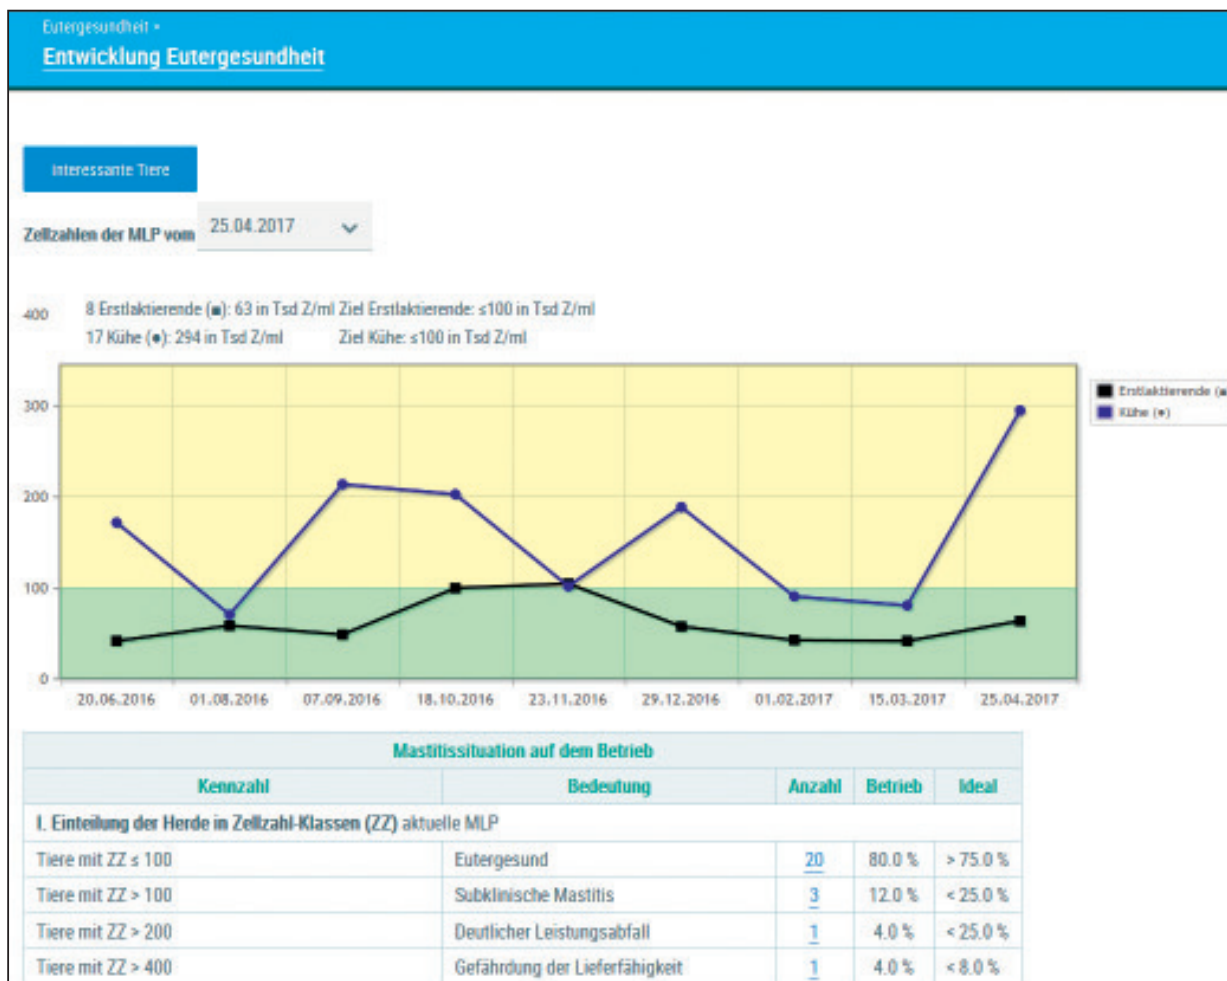 Eutergesundheit »
Entwicklung Eutergesundheit
interessante Tiere
Zellzahlen der MLP vom 25.04.2017
400
8 Erstlaktierende (■): 63 in Tsd Z/ml Ziel Erstlaktierende: ≤100 in Tsd Z/ml
17 Kühe (●): 294 in Tsd Z/ml Ziel Kühe: ≤100 in Tsd Z/ml
Erstlaktierende (■
Kühe (●)
300
200
100
0
20.06.2016 01.08.2016 07.09.2016 18.10.2016 23.11.2016 29.12.2016 01.02.2017 15.03.2017 25.04.2017
Mastitissituation auf dem Betrieb
Kennzahl Bedeutung Anzahl Betrieb Ideal
I. Einteilung der Herde in Zellzahl-Klassen (ZZ) aktuelle MLP
Tiere mit ZZ ≤ 100 Eutergesund 20 80.0 % > 75.0 %
Tiere mit ZZ > 100 Subklinische Mastitis 3 12.0 % < 25.0 %
Tiere mit ZZ > 200 Deutlicher Leistungsabfall 1 4.0 % < 25.0 %
Tiere mit ZZ > 400 Gefährdung der Lieferfähigkeit 1 4.0 % < 8.0 %